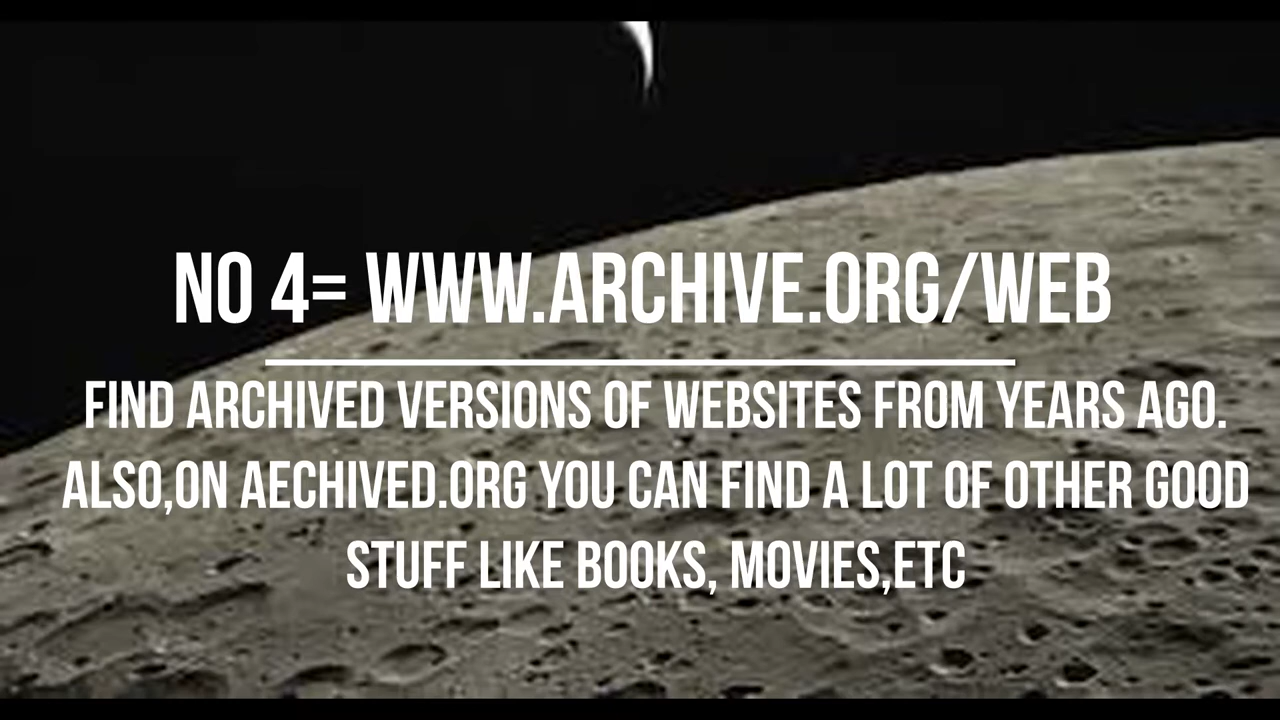 NO 4= WWW.ARCHIVE.ORG/WEB
FIND ARCHIVED VERSIONS OF WEBSITES FROM YEARS AGO.
ALSO,ON AECHIVED.ORG YOU CAN FIND A LOT OF OTHER GOOD
STUFF LIKE BOOKS, MOVIES,ETC